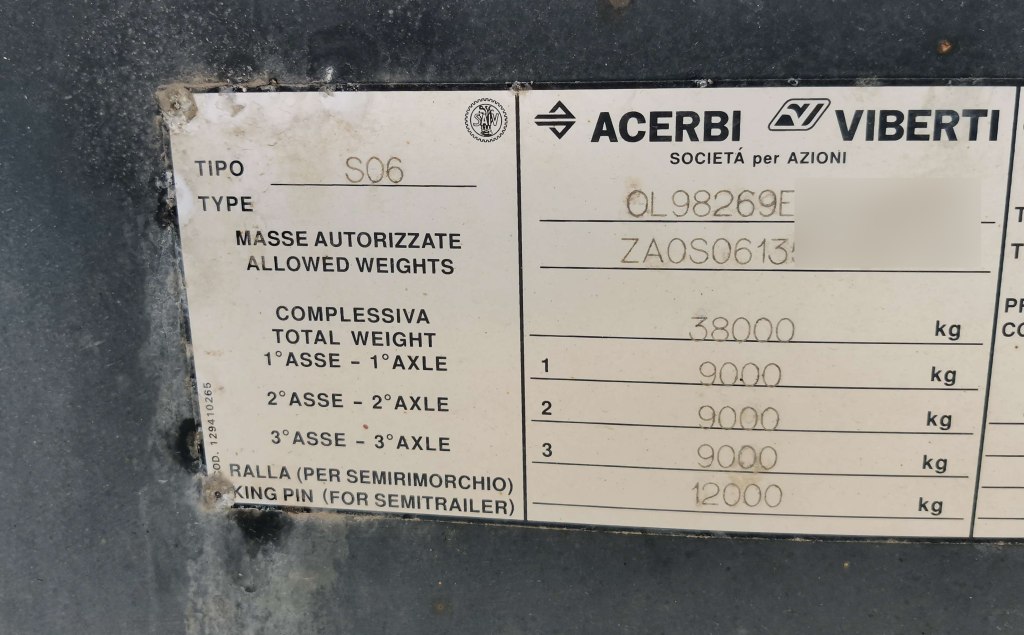 TIPO S06
TYPE
MASSE AUTORIZZATE
ALLOWED WEIGHTS
COMPLESSIVA
TOTAL WEIGHT
1°ASSE - 1°AXLE
2°ASSE - 2°AXLE
3°ASSE - 3°AXLE
RALLA (PER SEMIRIMORCHIO)
KING PIN (FOR SEMITRAILER)
COD. 129410265
ACERBI VIBERTI
SOCIETÁ per AZIONI
OL98269E
ZA0S0613
38000 kg
1 9000 kg
2 9000 kg
3 9000 kg
12000 kg